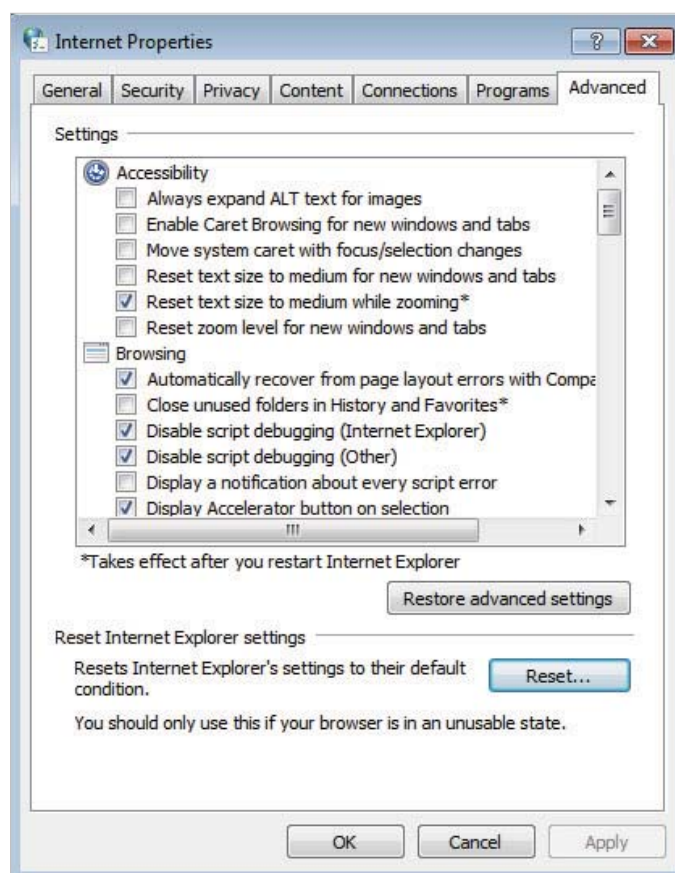 Internet Properties
General Security Privacy Content Connections Programs Advanced
Settings
Accessibility
Always expand ALT text for images
Enable Caret Browsing for new windows and tabs
Move system caret with focus/selection changes
Reset text size to medium for new windows and tabs
Reset text size to medium while zooming*
Reset zoom level for new windows and tabs
Browsing
Automatically recover from page layout errors with Compa
Close unused folders in History and Favorites*
Disable script debugging (Internet Explorer)
Disable script debugging (Other)
Display a notification about every script error
Display Accelerator button on selection
*Takes effect after you restart Internet Explorer
Restore advanced settings
Reset Internet Explorer settings
Resets Internet Explorer's settings to their default
condition.
Reset...
You should only use this if your browser is in an unusable state.
OK Cancel Apply